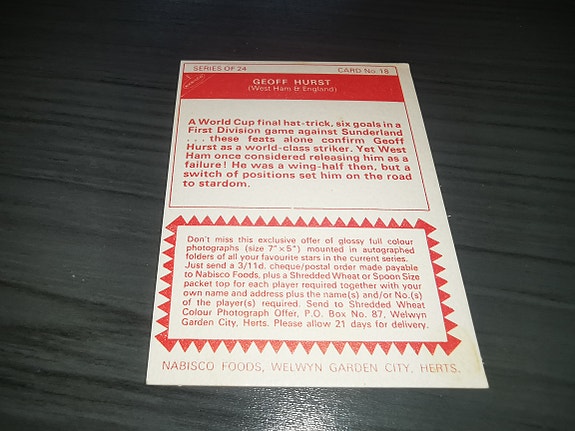 SERIES OF 24 CARD No. 18
GEOFF HURST
(West Ham & England)
A World Cup final hat-trick, six goals in a
First Division game against Sunderland
. . . these feats alone confirm Geoff
Hurst as a world-class striker. Yet West
Ham once considered releasing him as a
failure! He was a wing-half then, but a
switch of positions set him on the road
to stardom.
Don't miss this exclusive offer of glossy full colour
photographs (size 7"×5") mounted in autographed
folders of all your favourite stars in the current series.
Just send a 3/11d. cheque/postal order made payable
to Nabisco Foods, plus a Shredded Wheat or Spoon Size
packet top for each player required together with your
own name and address plus the name(s) and/or No.(s)
of the player(s) required. Send to Shredded Wheat
Colour Photograph Offer, P.O. Box No. 87, Welwyn
Garden City, Herts. Please allow 21 days for delivery.
NABISCO FOODS, WELWYN GARDEN CITY, HERTS.